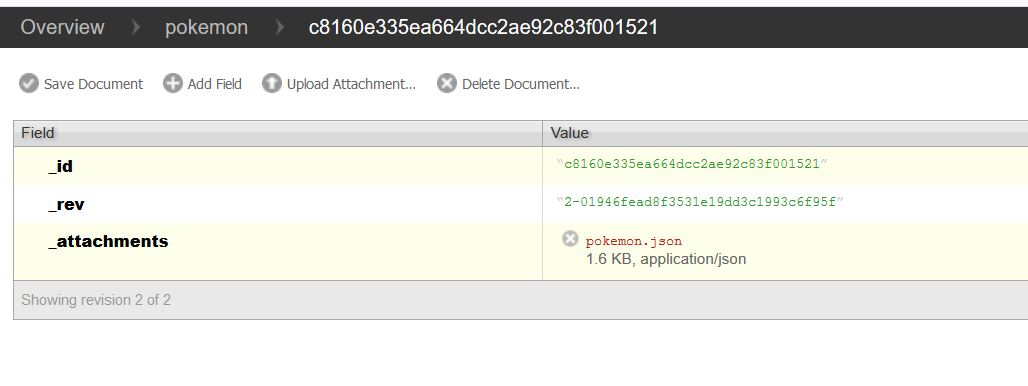 Overview pokemon c8160e335ea664dcc2ae92c83f001521
Save Document Add Field Upload Attachment... Delete Document...
Field Value
_id "c8160e335ea664dcc2ae92c83f001521"
_rev "2-01946fead8f3531e19dd3c1993c6f95f"
_attachments pokemon.json
1.6 KB, application/json
Showing revision 2 of 2